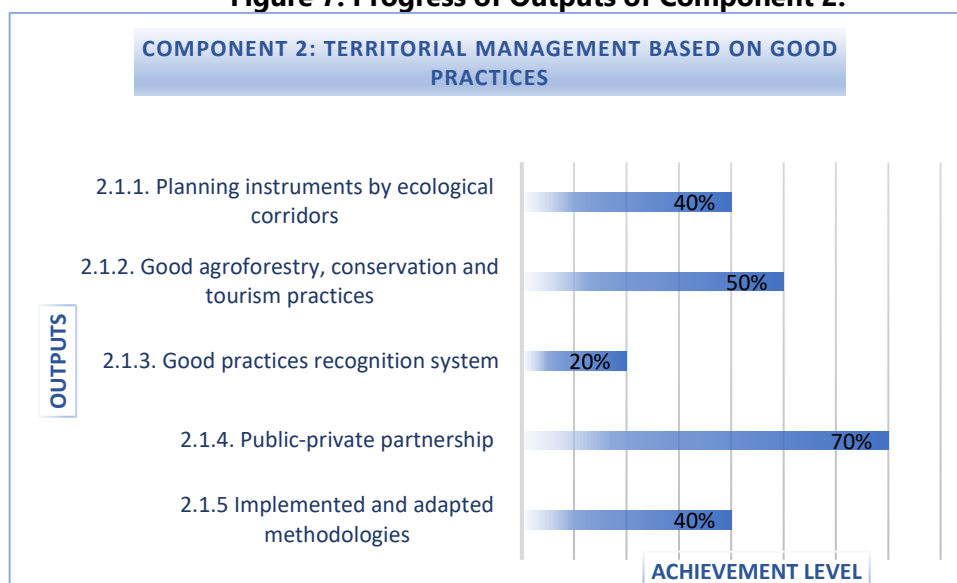 Figure 7. Progress of Outputs of Component 2.
COMPONENT 2: TERRITORIAL MANAGEMENT BASED ON GOOD
PRACTICES
2.1.1. Planning instruments by ecological
corridors
40%
2.1.2. Good agroforestry, conservation and
tourism practices
50%
OUTPUTS
2.1.3. Good practices recognition system
20%
2.1.4. Public-private partnership
70%
2.1.5 Implemented and adapted
methodologies
40%
ACHIEVEMENT LEVEL